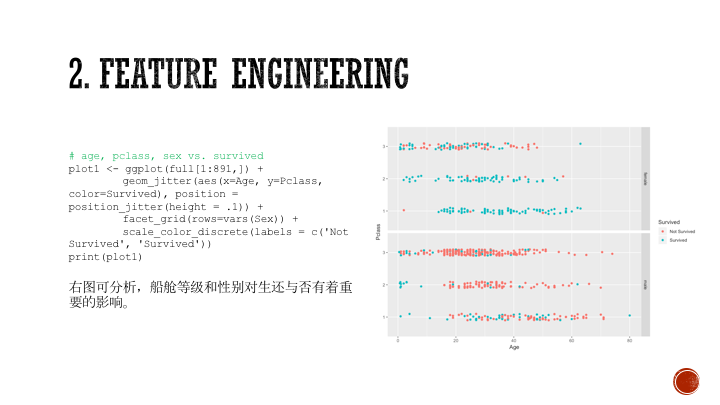 2. FEATURE ENGINEERING
# age, pclass, sex vs. survived
plot1 <- ggplot(full[1:891,]) +
geom_jitter(aes(x=Age, y=Pclass,
color=Survived), position =
position_jitter(height = .1)) +
facet_grid(rows=vars(Sex)) +
scale_color_discrete(labels = c('Not
Survived', 'Survived'))
print(plot1)
右图可分析，船舱等级和性别对生还与否有着重
要的影响。
3
2
1
female
Pclass
3
2
1
male
0
20
40
60
80
Age
Survived
Not Survived
Survived